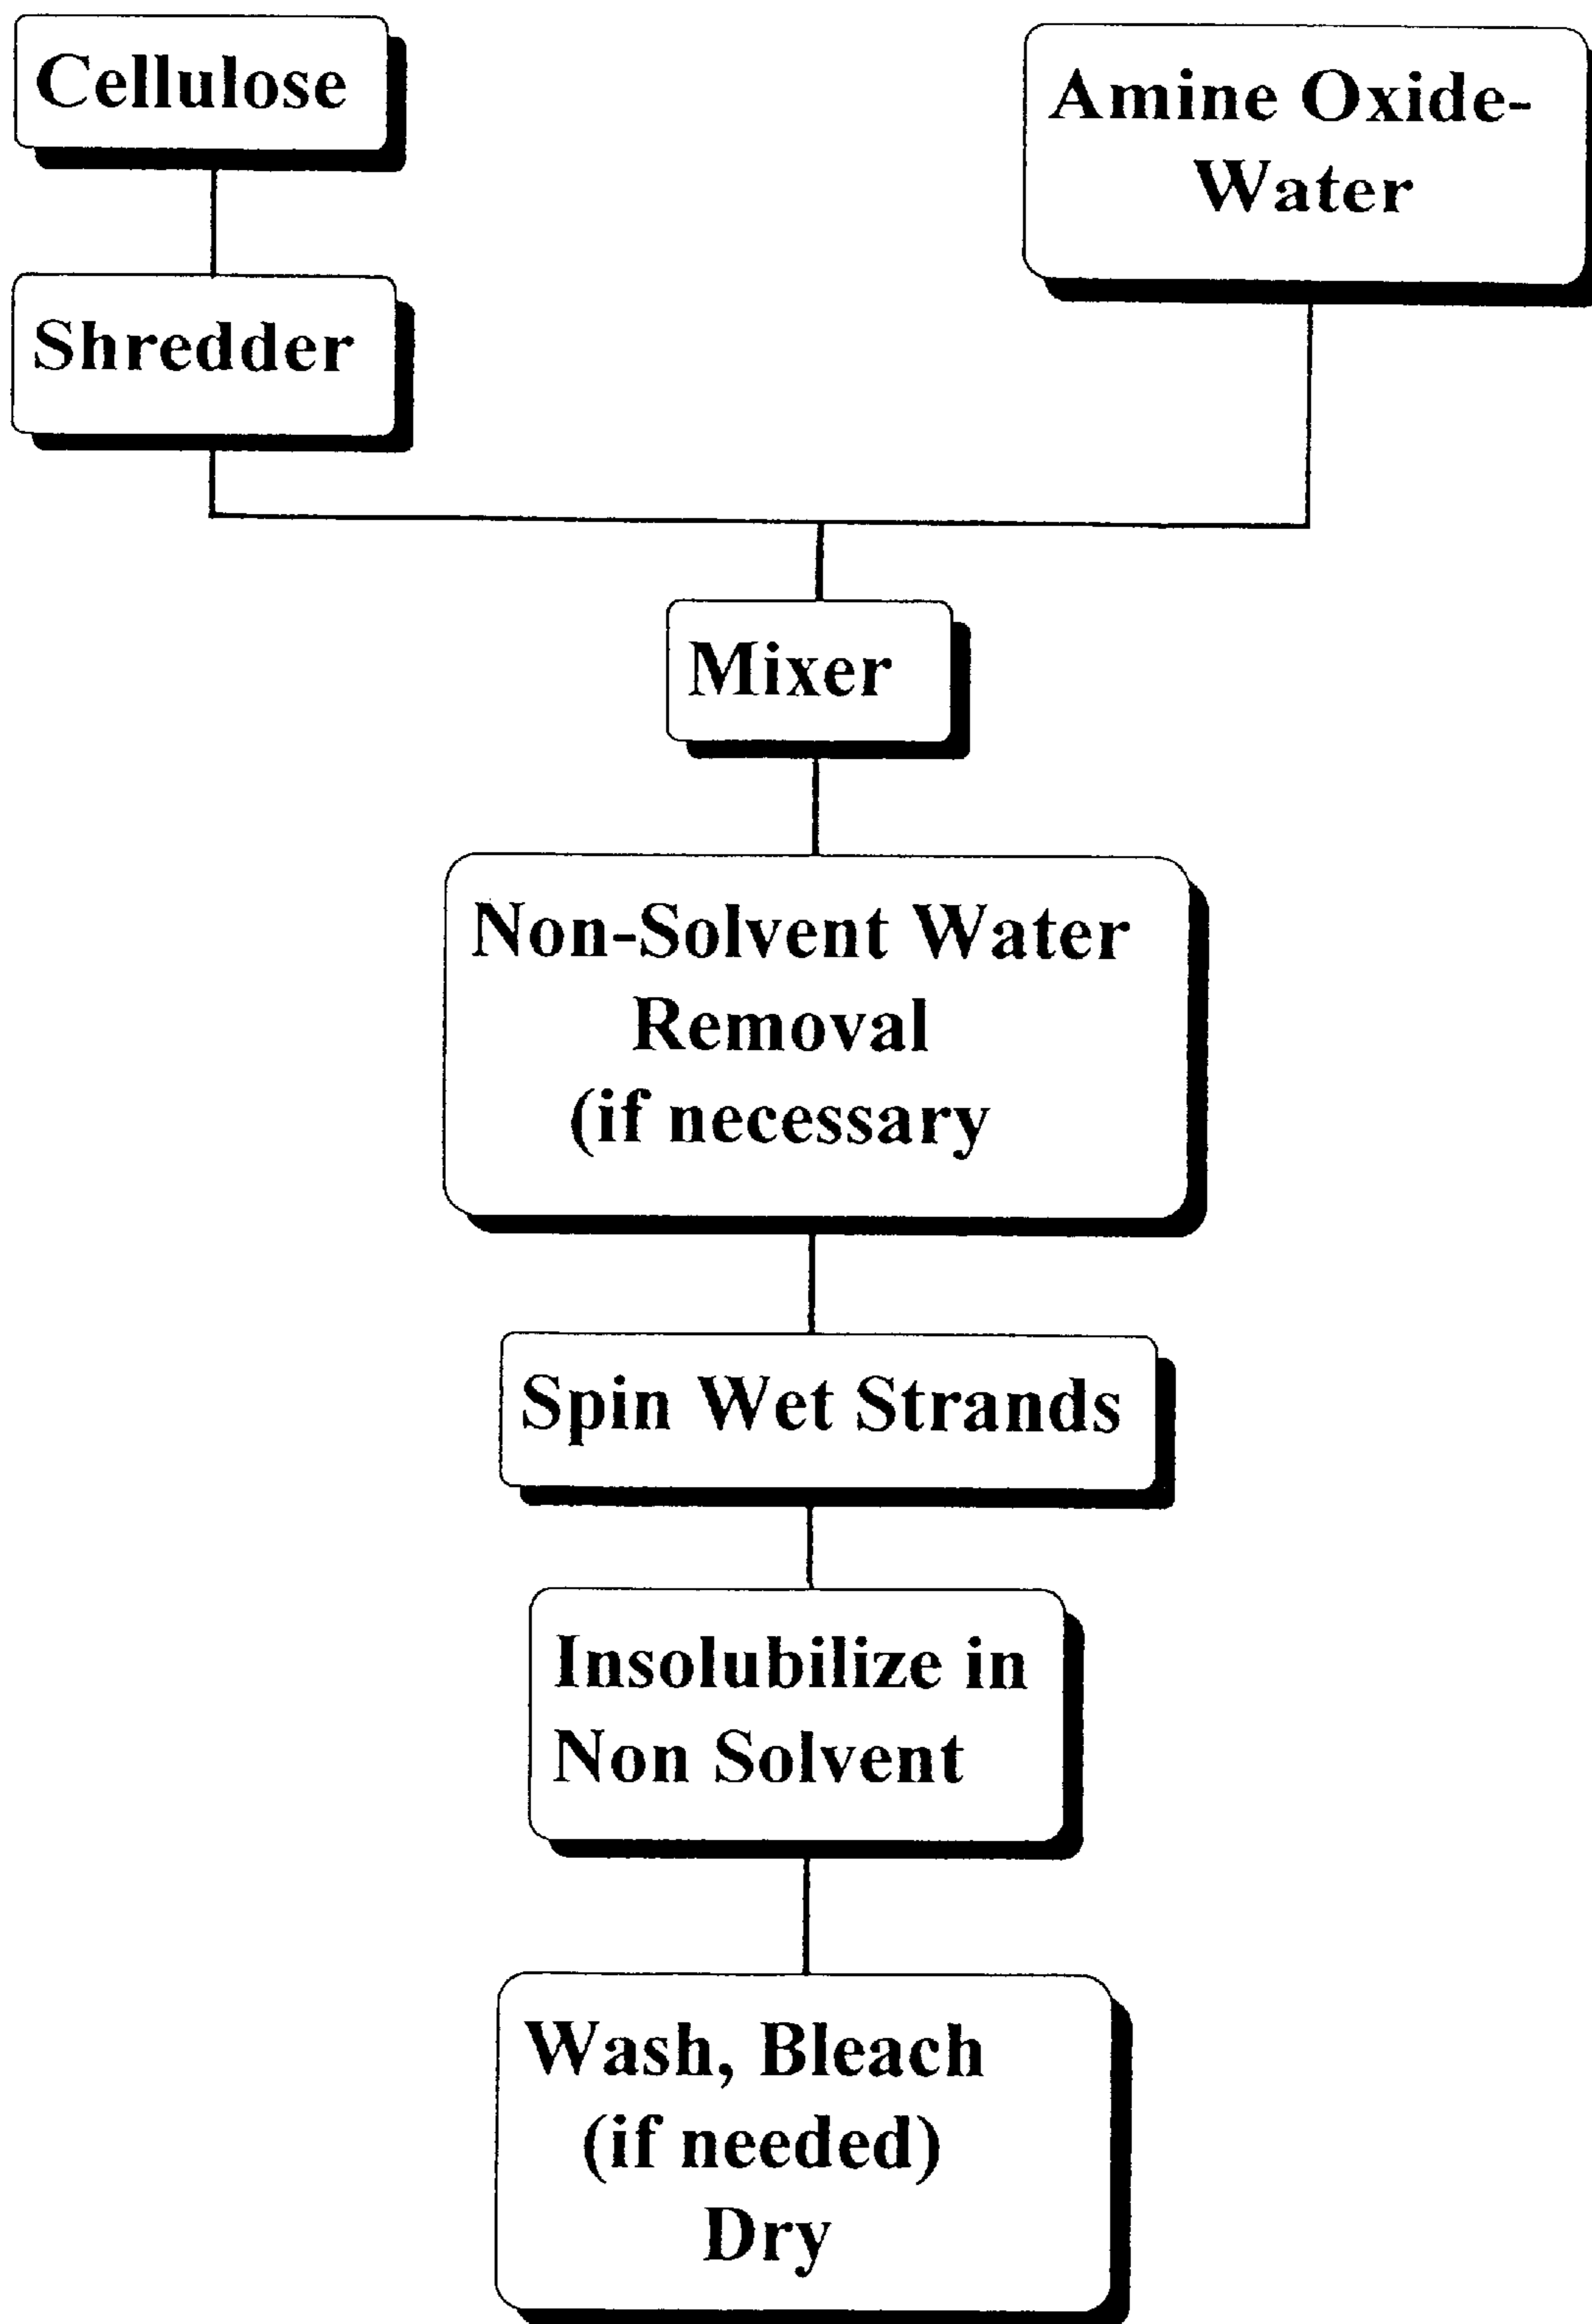 Cellulose
Amine Oxide-
Water
Shredder
Mixer
Non-Solvent Water
Removal
(if necessary
Spin Wet Strands
Insolubilize in
Non Solvent
Wash, Bleach
(if needed)
Dry